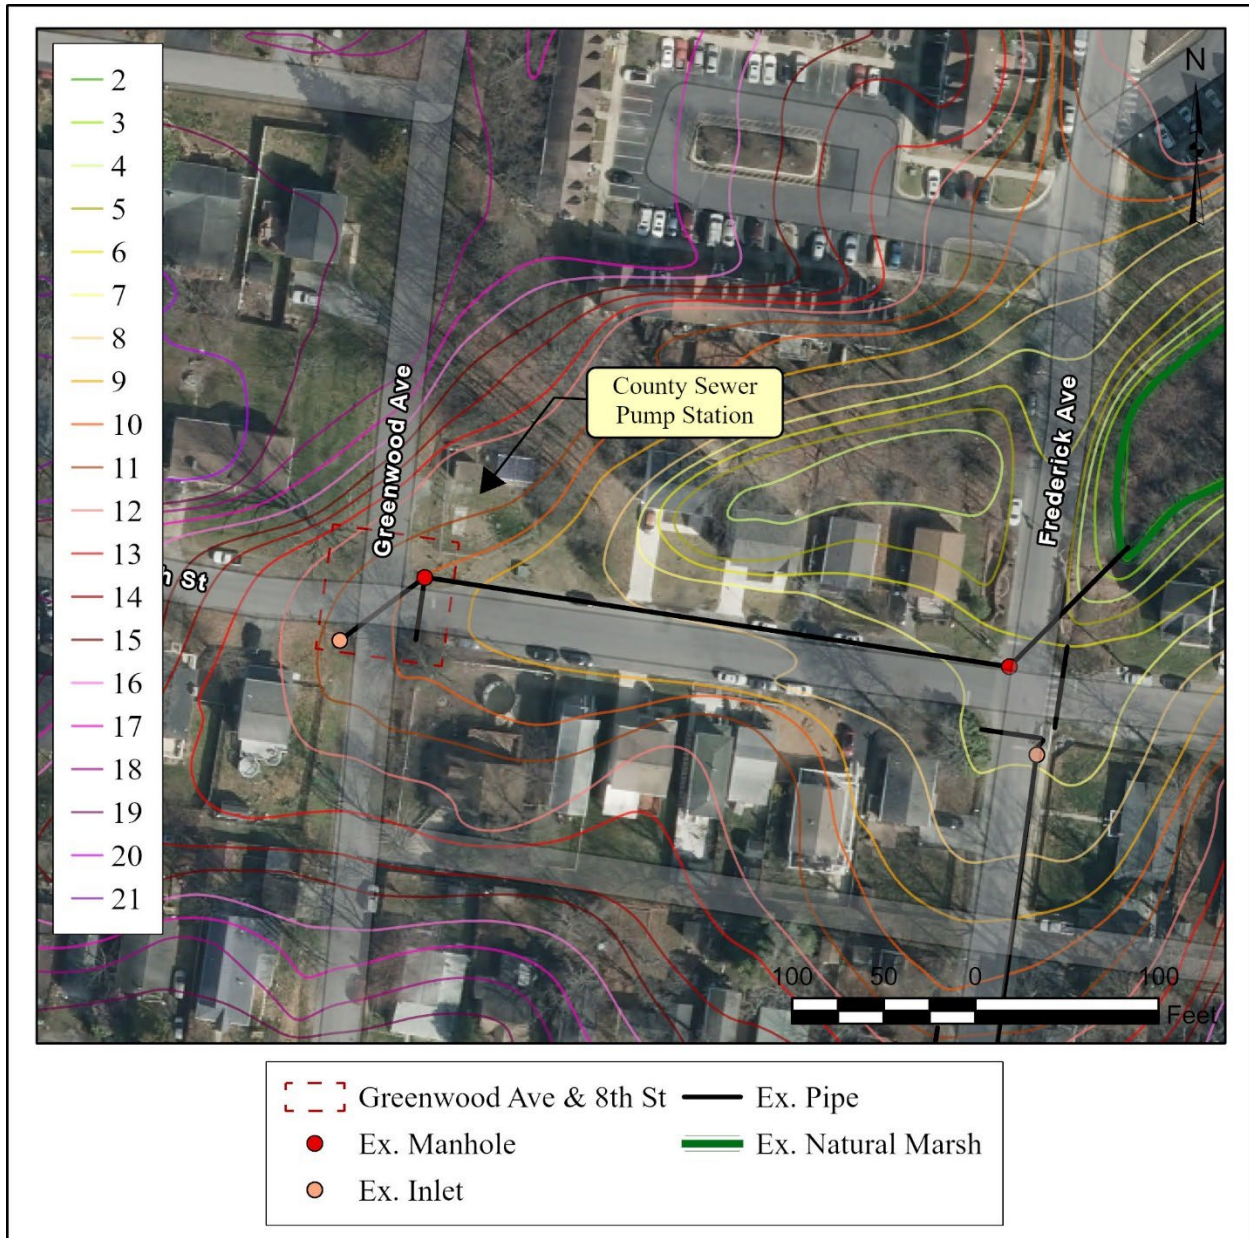 N
2
3
4
5
6
7
8
9
10
11
12
13
14
15
16
17
18
19
20
21
County Sewer
Pump Station
Greenwood Ave
Frederick Ave
h St
100 50 0 100
Feet
Greenwood Ave & 8th St
Ex. Pipe
Ex. Manhole
Ex. Natural Marsh
Ex. Inlet